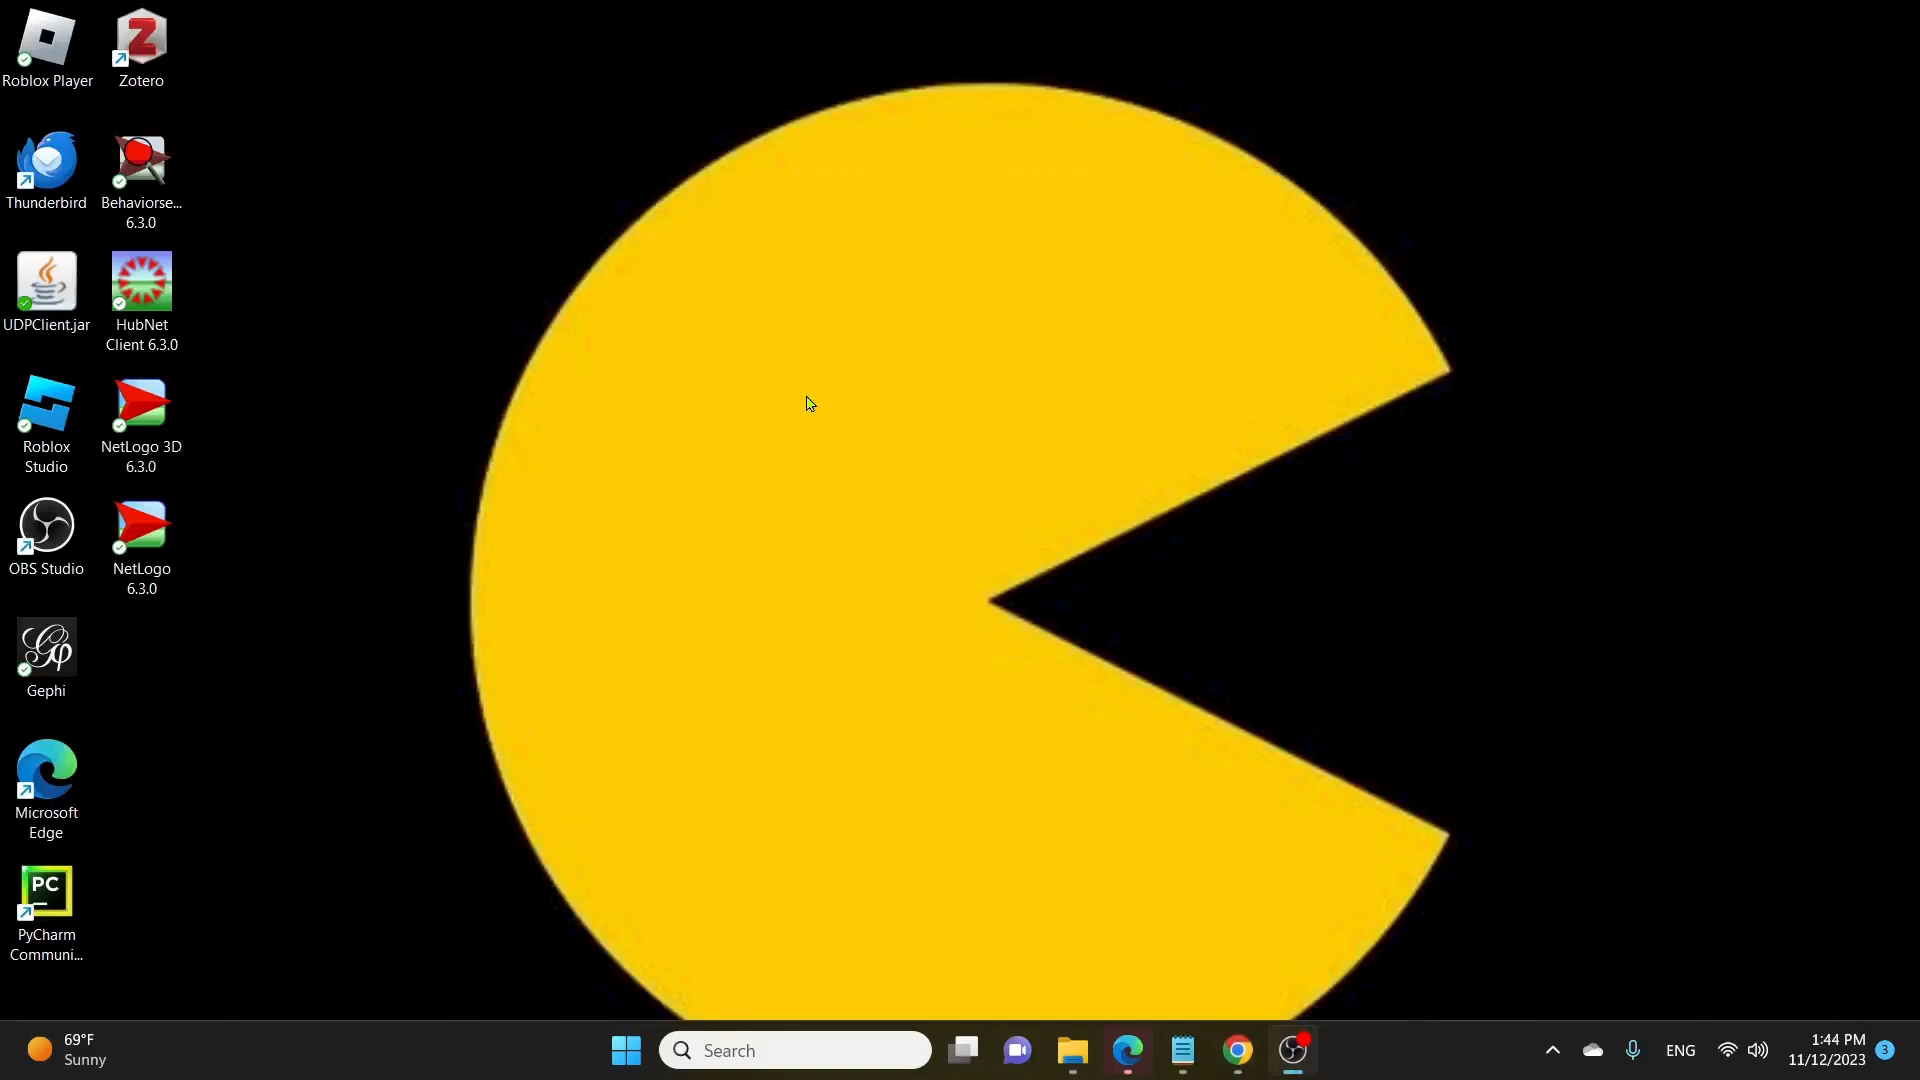 Roblox Player
Zotero
Thunderbird
Behaviorse...
6.3.0
UDPClient.jar
HubNet
Client 6.3.0
Roblox
Studio
NetLogo 3D
6.3.0
OBS Studio
NetLogo
6.3.0
Gephi
Microsoft
Edge
PC
PyCharm
Communi...
69°F
Sunny
Search
ENG
1:44 PM
11/12/2023
3